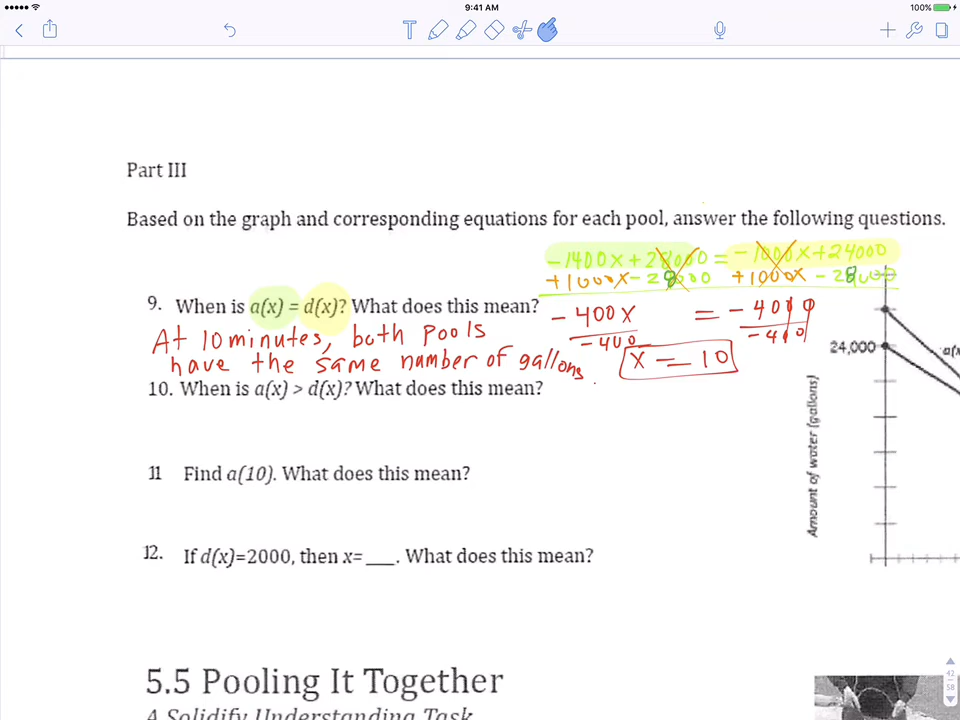 9:41 AM
100%
T
Part III
Based on the graph and corresponding equations for each pool, answer the following questions.
-1400x+28000 = -1000x+24000
+1000x-28000 +1000x-28000
9. When is a(x) = d(x)? What does this mean?
-400x = -4000
-400 -400
At 10 minutes, both pools
have the same number of gallons
x = 10
24,000
10. When is a(x) > d(x)? What does this mean?
Amount of water (gallons)
11 Find a(10). What does this mean?
12. If d(x)=2000, then x= ___. What does this mean?
5.5 Pooling It Together
A Solidify Understanding Task
42
58